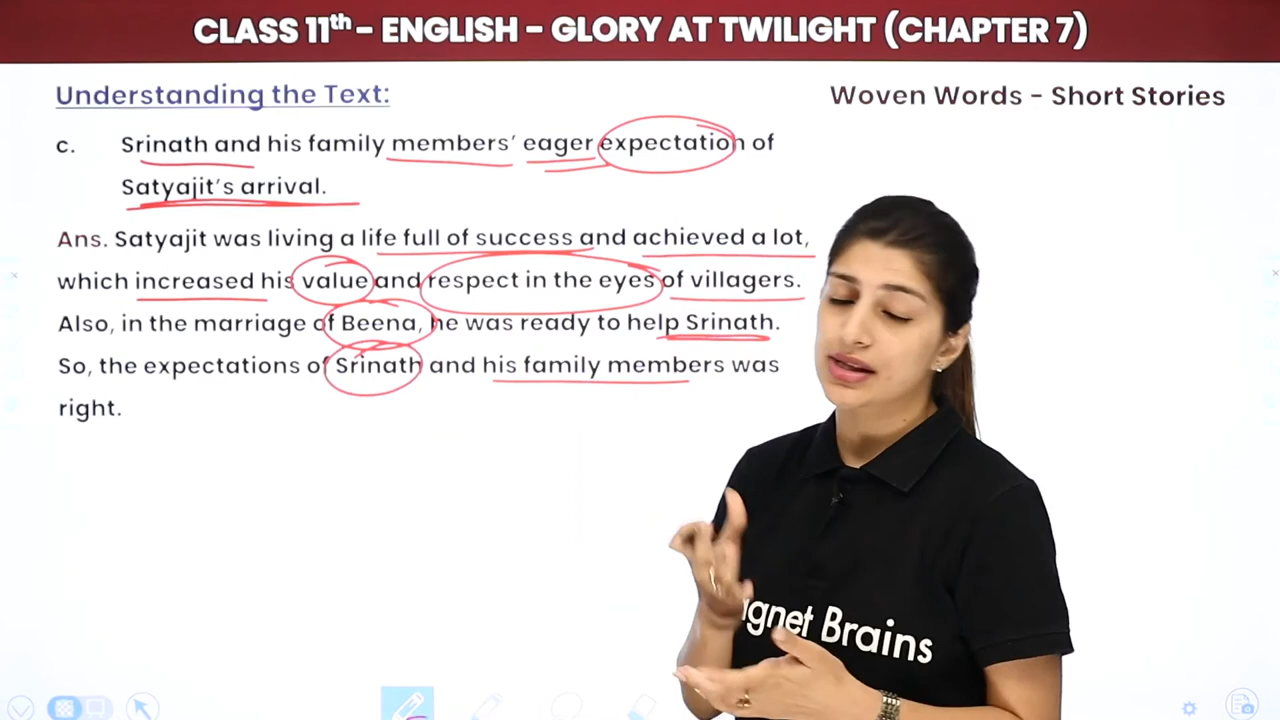 CLASS 11th - ENGLISH - GLORY AT TWILIGHT (CHAPTER 7)
Understanding the Text:
Woven Words - Short Stories
c. Srinath and his family members' eager expectation of
Satyajit's arrival.
Ans. Satyajit was living a life full of success and achieved a lot,
which increased his value and respect in the eyes of villagers.
Also, in the marriage of Beena, he was ready to help Srinath.
So, the expectations of Srinath and his family members was
right.
Brains